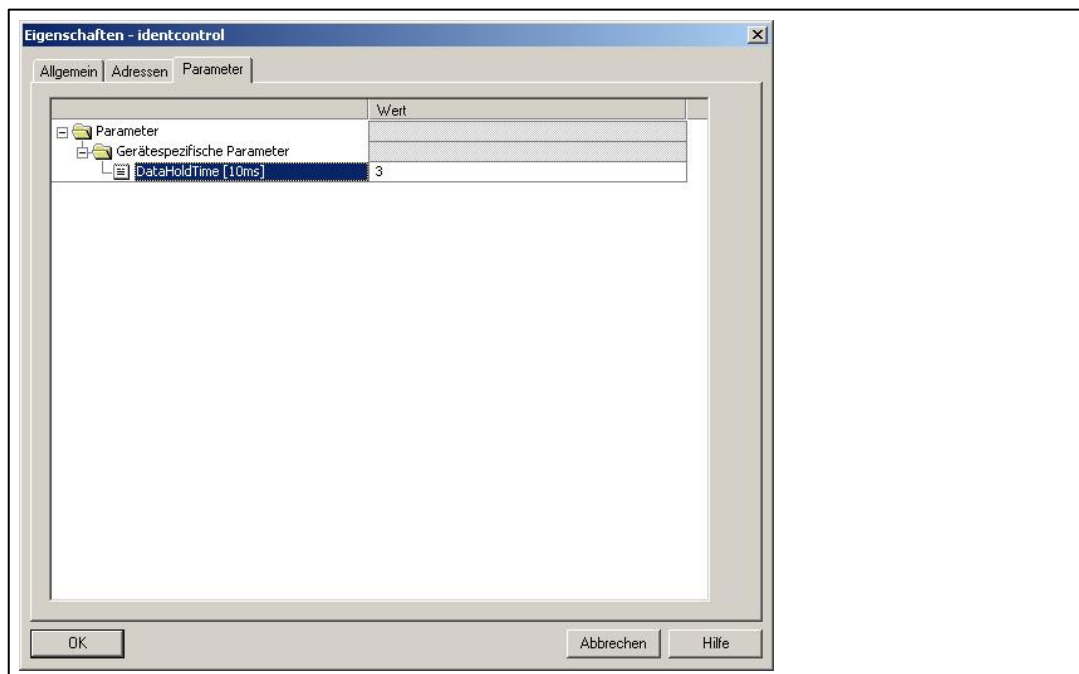 Eigenschaften - identcontrol
Allgemein Adressen Parameter
Wert
Parameter
Gerätespezifische Parameter
DataHoldTime [10ms] 3
OK Abbrechen Hilfe